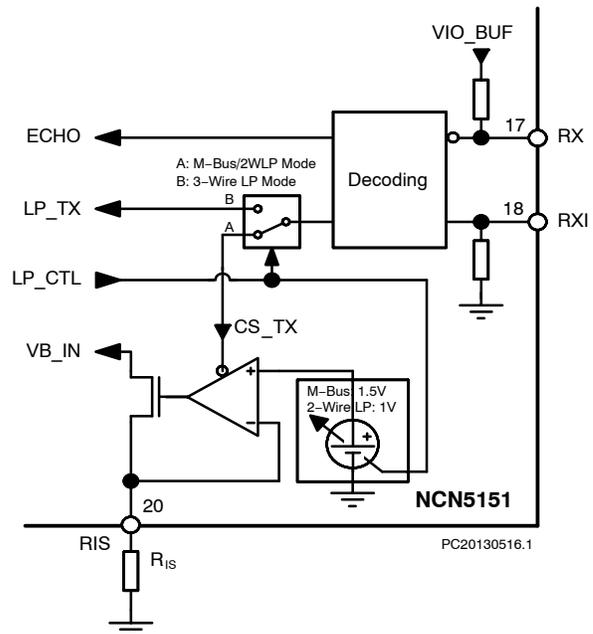 VIO_BUF
17
ECHO
RX
A: M−Bus/2WLP Mode
B: 3−Wire LP Mode
Decoding
B
LP_TX
18
A
RXI
LP_CTL
CS_TX
VB_IN
+
M−Bus: 1.5V
2−Wire LP: 1V
−
+
NCN5151
20
RIS
PC20130516.1
RIS